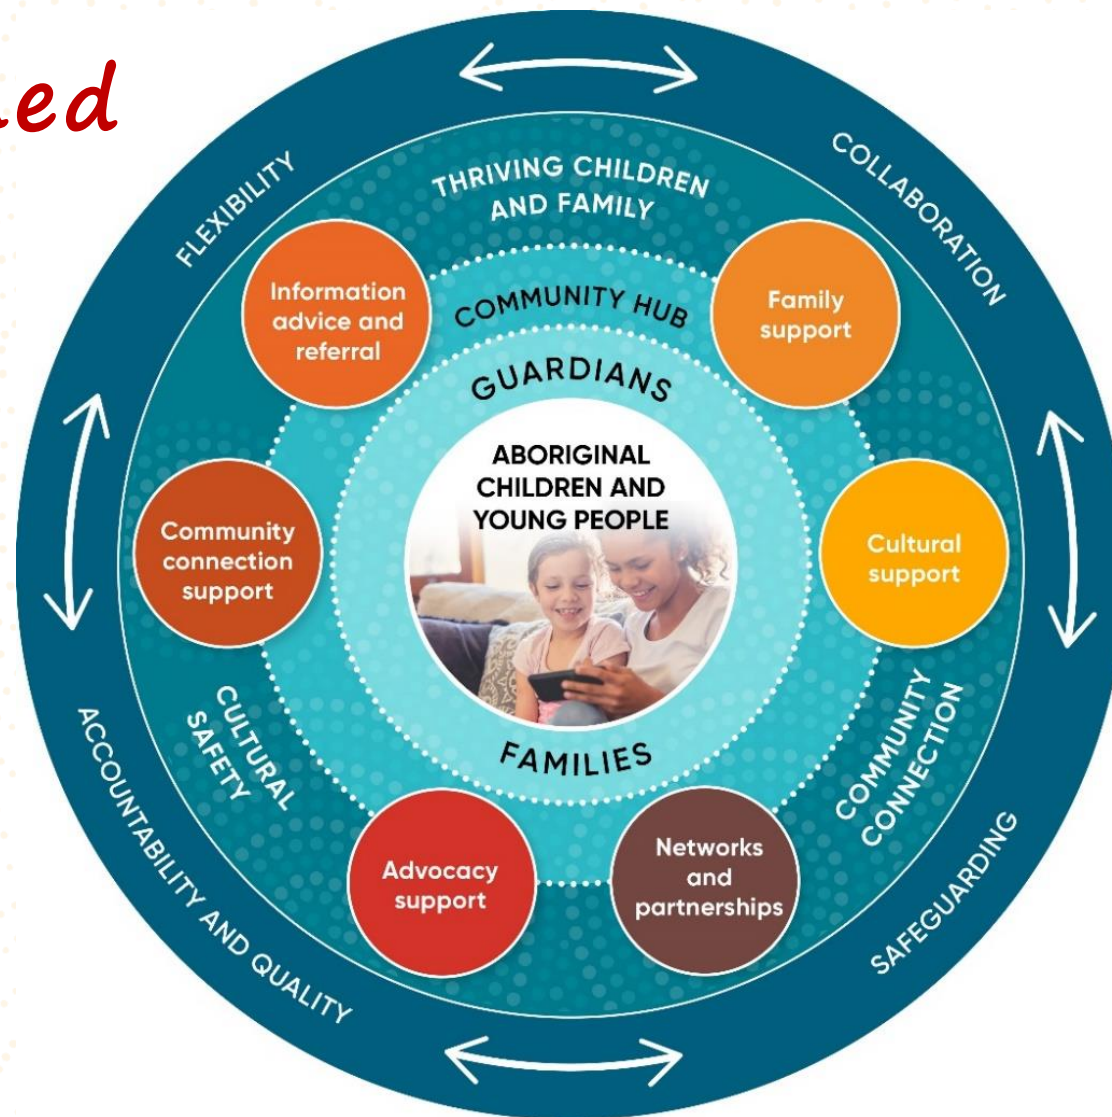 FLEXIBILITY
COLLABORATION
THRIVING CHILDREN
AND FAMILY
Information
advice and
referral
COMMUNITY HUB
Family
support
GUARDIANS
ABORIGINAL
CHILDREN AND
YOUNG PEOPLE
Community
connection
support
Cultural
support
CULTURAL
SAFETY
FAMILIES
COMMUNITY
CONNECTION
Advocacy
support
Networks
and
partnerships
ACCOUNTABILITY AND QUALITY
SAFEGUARDING